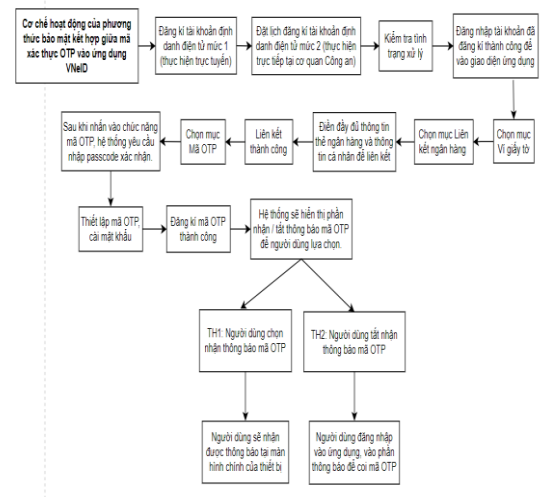 Cơ chế hoạt động của phương
thức bảo mật kết hợp giữa mã
xác thực OTP vào ứng dụng
VNeID
Đăng kí tài khoản định
danh điện tử mức 1
(thực hiện trực tuyến)
Đặt lịch đăng kí tài khoản định
danh điện tử mức 2 (thực hiện
trực tiếp tại cơ quan Công an)
Kiểm tra tình
trạng xử lý
Đăng nhập tài khoản đã
đăng kí thành công để
vào giao diện ứng dụng
Chọn mục
Ví giấy tờ
Chọn mục Liên
kết ngân hàng
Điền đầy đủ thông tin
thẻ ngân hàng và thông
tin cá nhân để liên kết
Liên kết
thành công
Chọn mục
Mã OTP
Sau khi nhấn vào chức năng
mã OTP, hệ thống yêu cầu
nhập passcode xác nhận.
Thiết lập mã OTP,
cài mật khẩu
Đăng kí mã OTP
thành công
Hệ thống sẽ hiển thị phần
nhận / tắt thông báo mã OTP
để người dùng lựa chọn.
TH1: Người dùng chọn
nhận thông báo mã OTP
TH2: Người dùng tắt nhận
thông báo mã OTP
Người dùng sẽ nhận
được thông báo tại màn
hình chính của thiết bị
Người dùng đăng nhập
vào ứng dụng, vào phần
thông báo để coi mã OTP